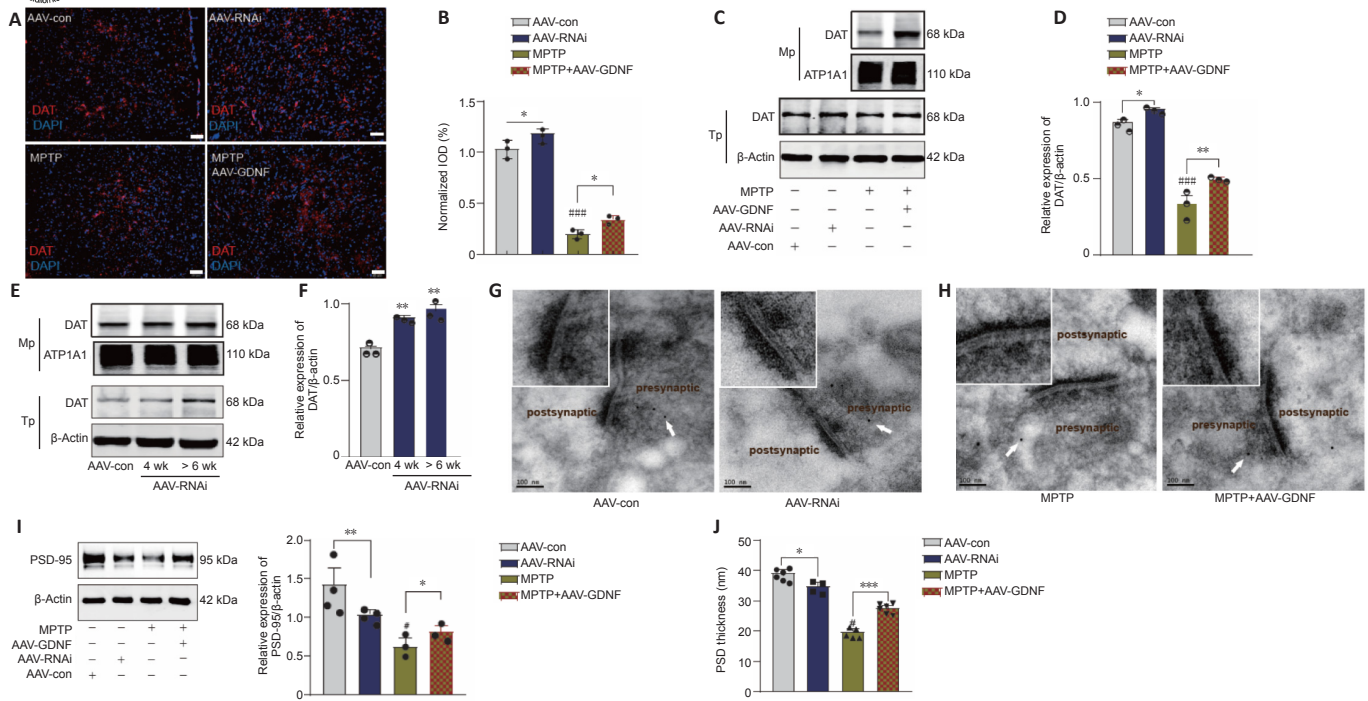 A
AAV-con
AAV-RNAi
DAT
DAPI
DAT
DAPI
MPTP
MPTP
AAV-GDNF
DAT
DAPI
DAT
DAPI
B
AAV-con
AAV-RNAi
MPTP
MPTP+AAV-GDNF
Normalized IOD (%)
1.5
1.0
0.5
0
*
###
*
C
Mp
DAT
68 kDa
ATP1A1
110 kDa
Tp
DAT
68 kDa
β-Actin
42 kDa
MPTP − − + +
AAV-GDNF − − − +
AAV-RNAi − + − −
AAV-con + − − −
D
AAV-con
AAV-RNAi
MPTP
MPTP+AAV-GDNF
Relative expression of
DAT/β-actin
1.0
0.5
0
*
###
**
E
Mp
DAT
68 kDa
ATP1A1
110 kDa
Tp
DAT
68 kDa
β-Actin
42 kDa
AAV-con 4 wk > 6 wk
AAV-RNAi
F
Relative expression of
DAT/β-actin
1.0
0.5
0
**
**
AAV-con 4 wk > 6 wk
AAV-RNAi
G
postsynaptic
presynaptic
100 nm
AAV-con
presynaptic
postsynaptic
100 nm
AAV-RNAi
H
postsynaptic
presynaptic
100 nm
MPTP
postsynaptic
presynaptic
100 nm
MPTP+AAV-GDNF
I
PSD-95
95 kDa
β-Actin
42 kDa
MPTP − − + +
AAV-GDNF − − − +
AAV-RNAi − + − −
AAV-con + − − −
Relative expression of
PSD-95/β-actin
2.0
1.5
1.0
0.5
0
**
#
*
AAV-con
AAV-RNAi
MPTP
MPTP+AAV-GDNF
J
PSD thickness (nm)
50
40
30
20
10
0
*
#
***
AAV-con
AAV-RNAi
MPTP
MPTP+AAV-GDNF